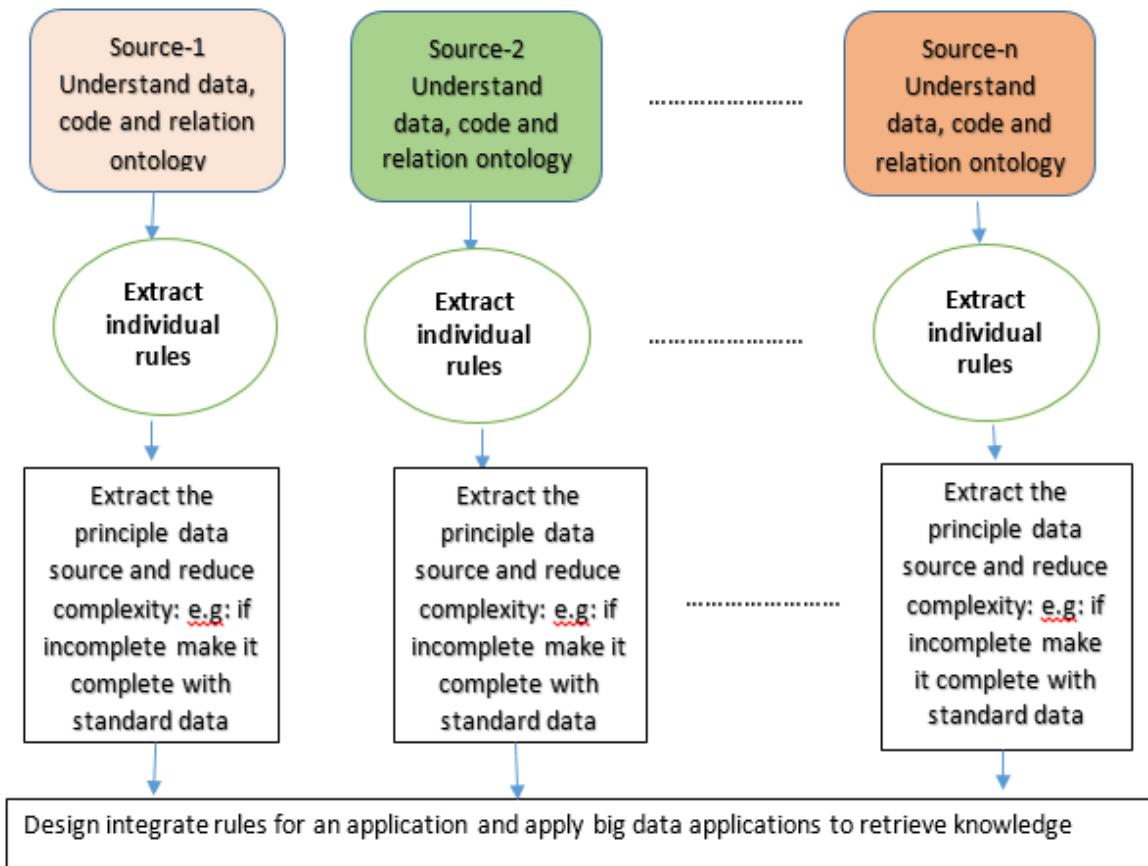 Source-1
Understand data,
code and relation
ontology
Source-2
Understand
data, code and
relation ontology
........................
Source-n
Understand
data, code and
relation ontology
Extract
individual
rules
Extract
individual
rules
........................
Extract
individual
rules
Extract the
principle data
source and reduce
complexity: e.g: if
incomplete make it
complete with
standard data
Extract the
principle data
source and reduce
complexity: e.g: if
incomplete make it
complete with
standard data
........................
Extract the
principle data
source and reduce
complexity: e.g: if
incomplete make
it complete with
standard data
Design integrate rules for an application and apply big data applications to retrieve knowledge